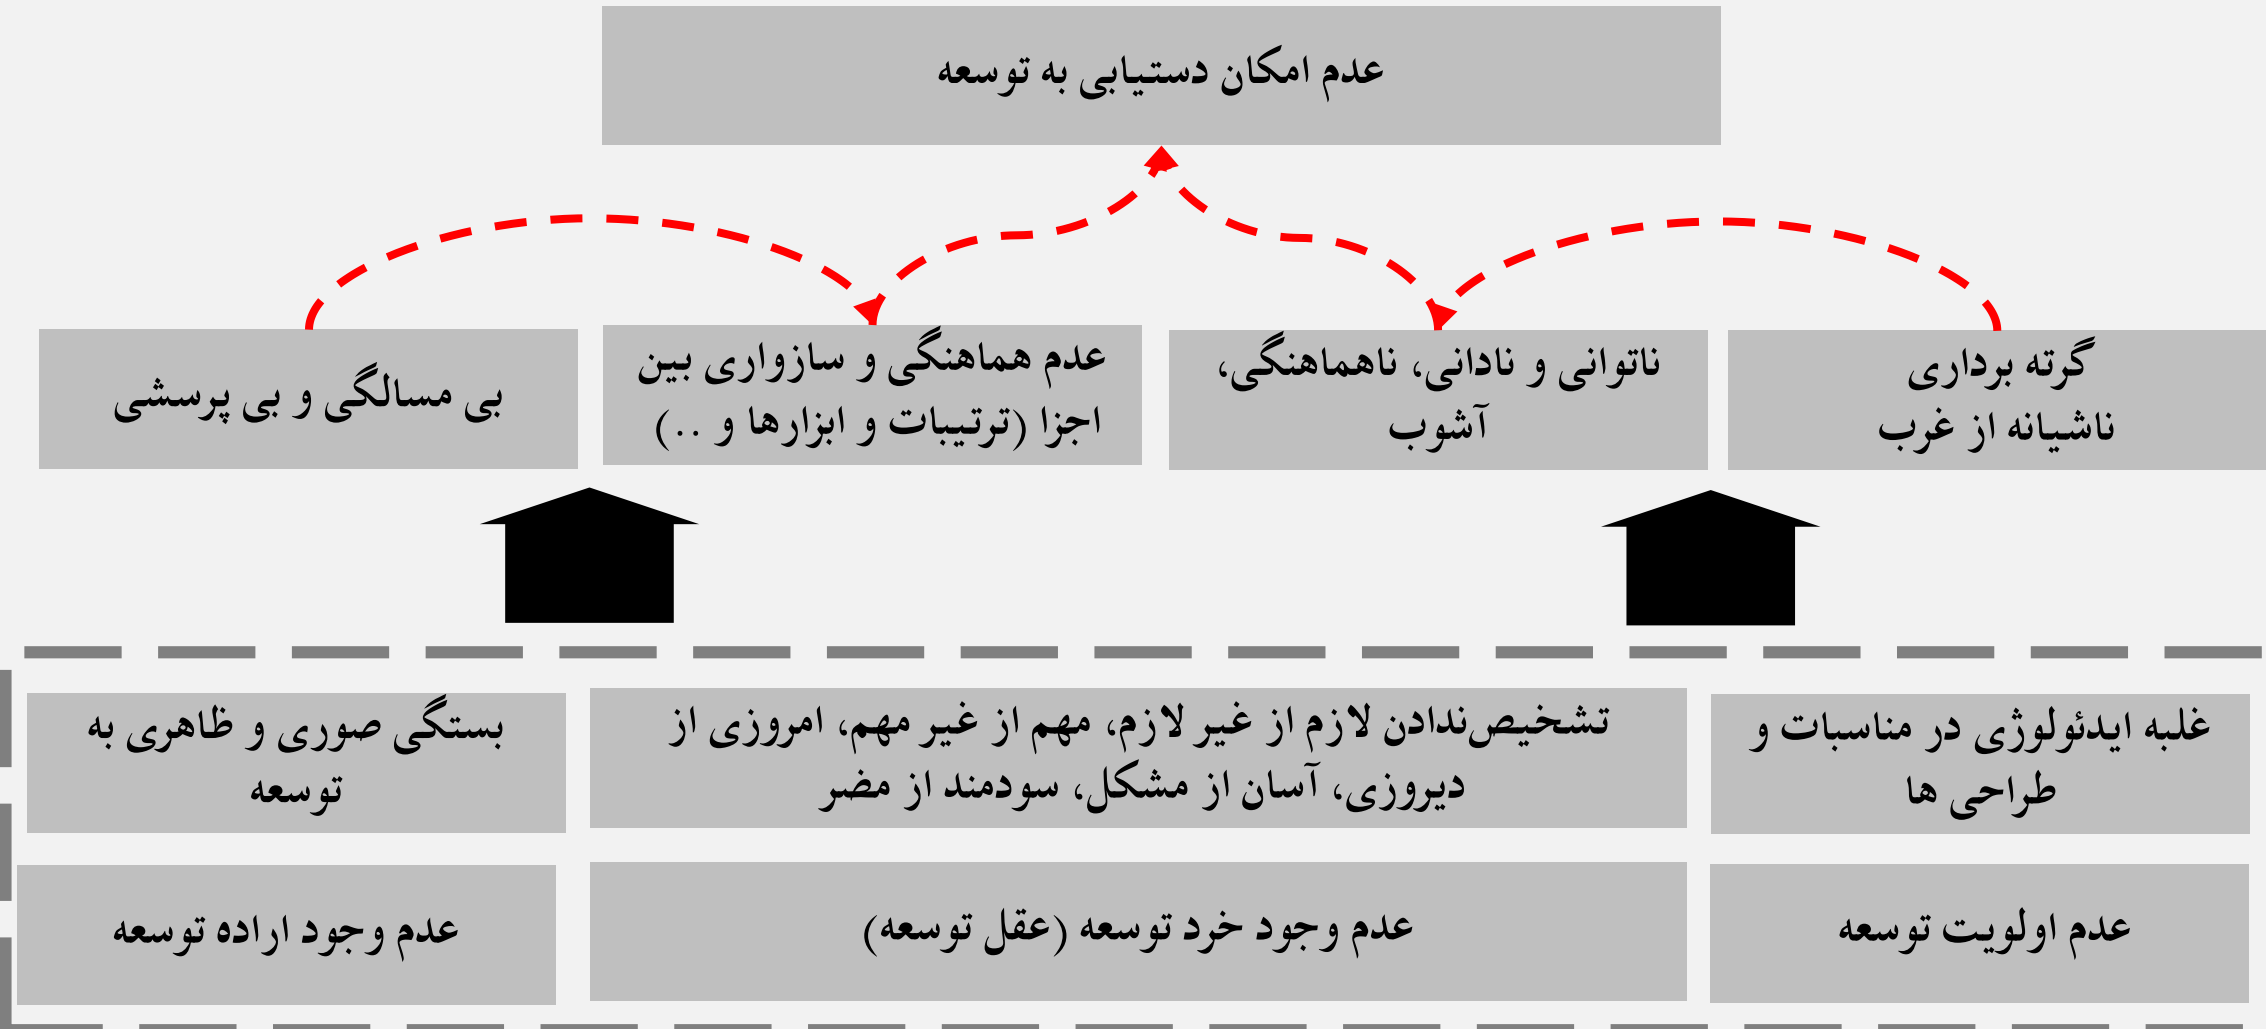 عدم امکان دستیابی به توسعه
گرته برداری
ناشیانه از غرب
ناتوانی و نادانی، ناهماهنگی،
آشوب
عدم هماهنگی و سازواری بین
اجزا (ترتیبات و ابزارها و ..)
بی مسالگی و بی پرسشی
غلبه ایدئولوژی در مناسبات و
طراحی ها
تشخیص‌ندادن لازم از غیر لازم، مهم از غیر مهم، امروزی از
دیروزی، آسان از مشکل، سودمند از مضر
بستگی صوری و ظاهری به
توسعه
عدم اولویت توسعه
عدم وجود خرد توسعه (عقل توسعه)
عدم وجود اراده توسعه